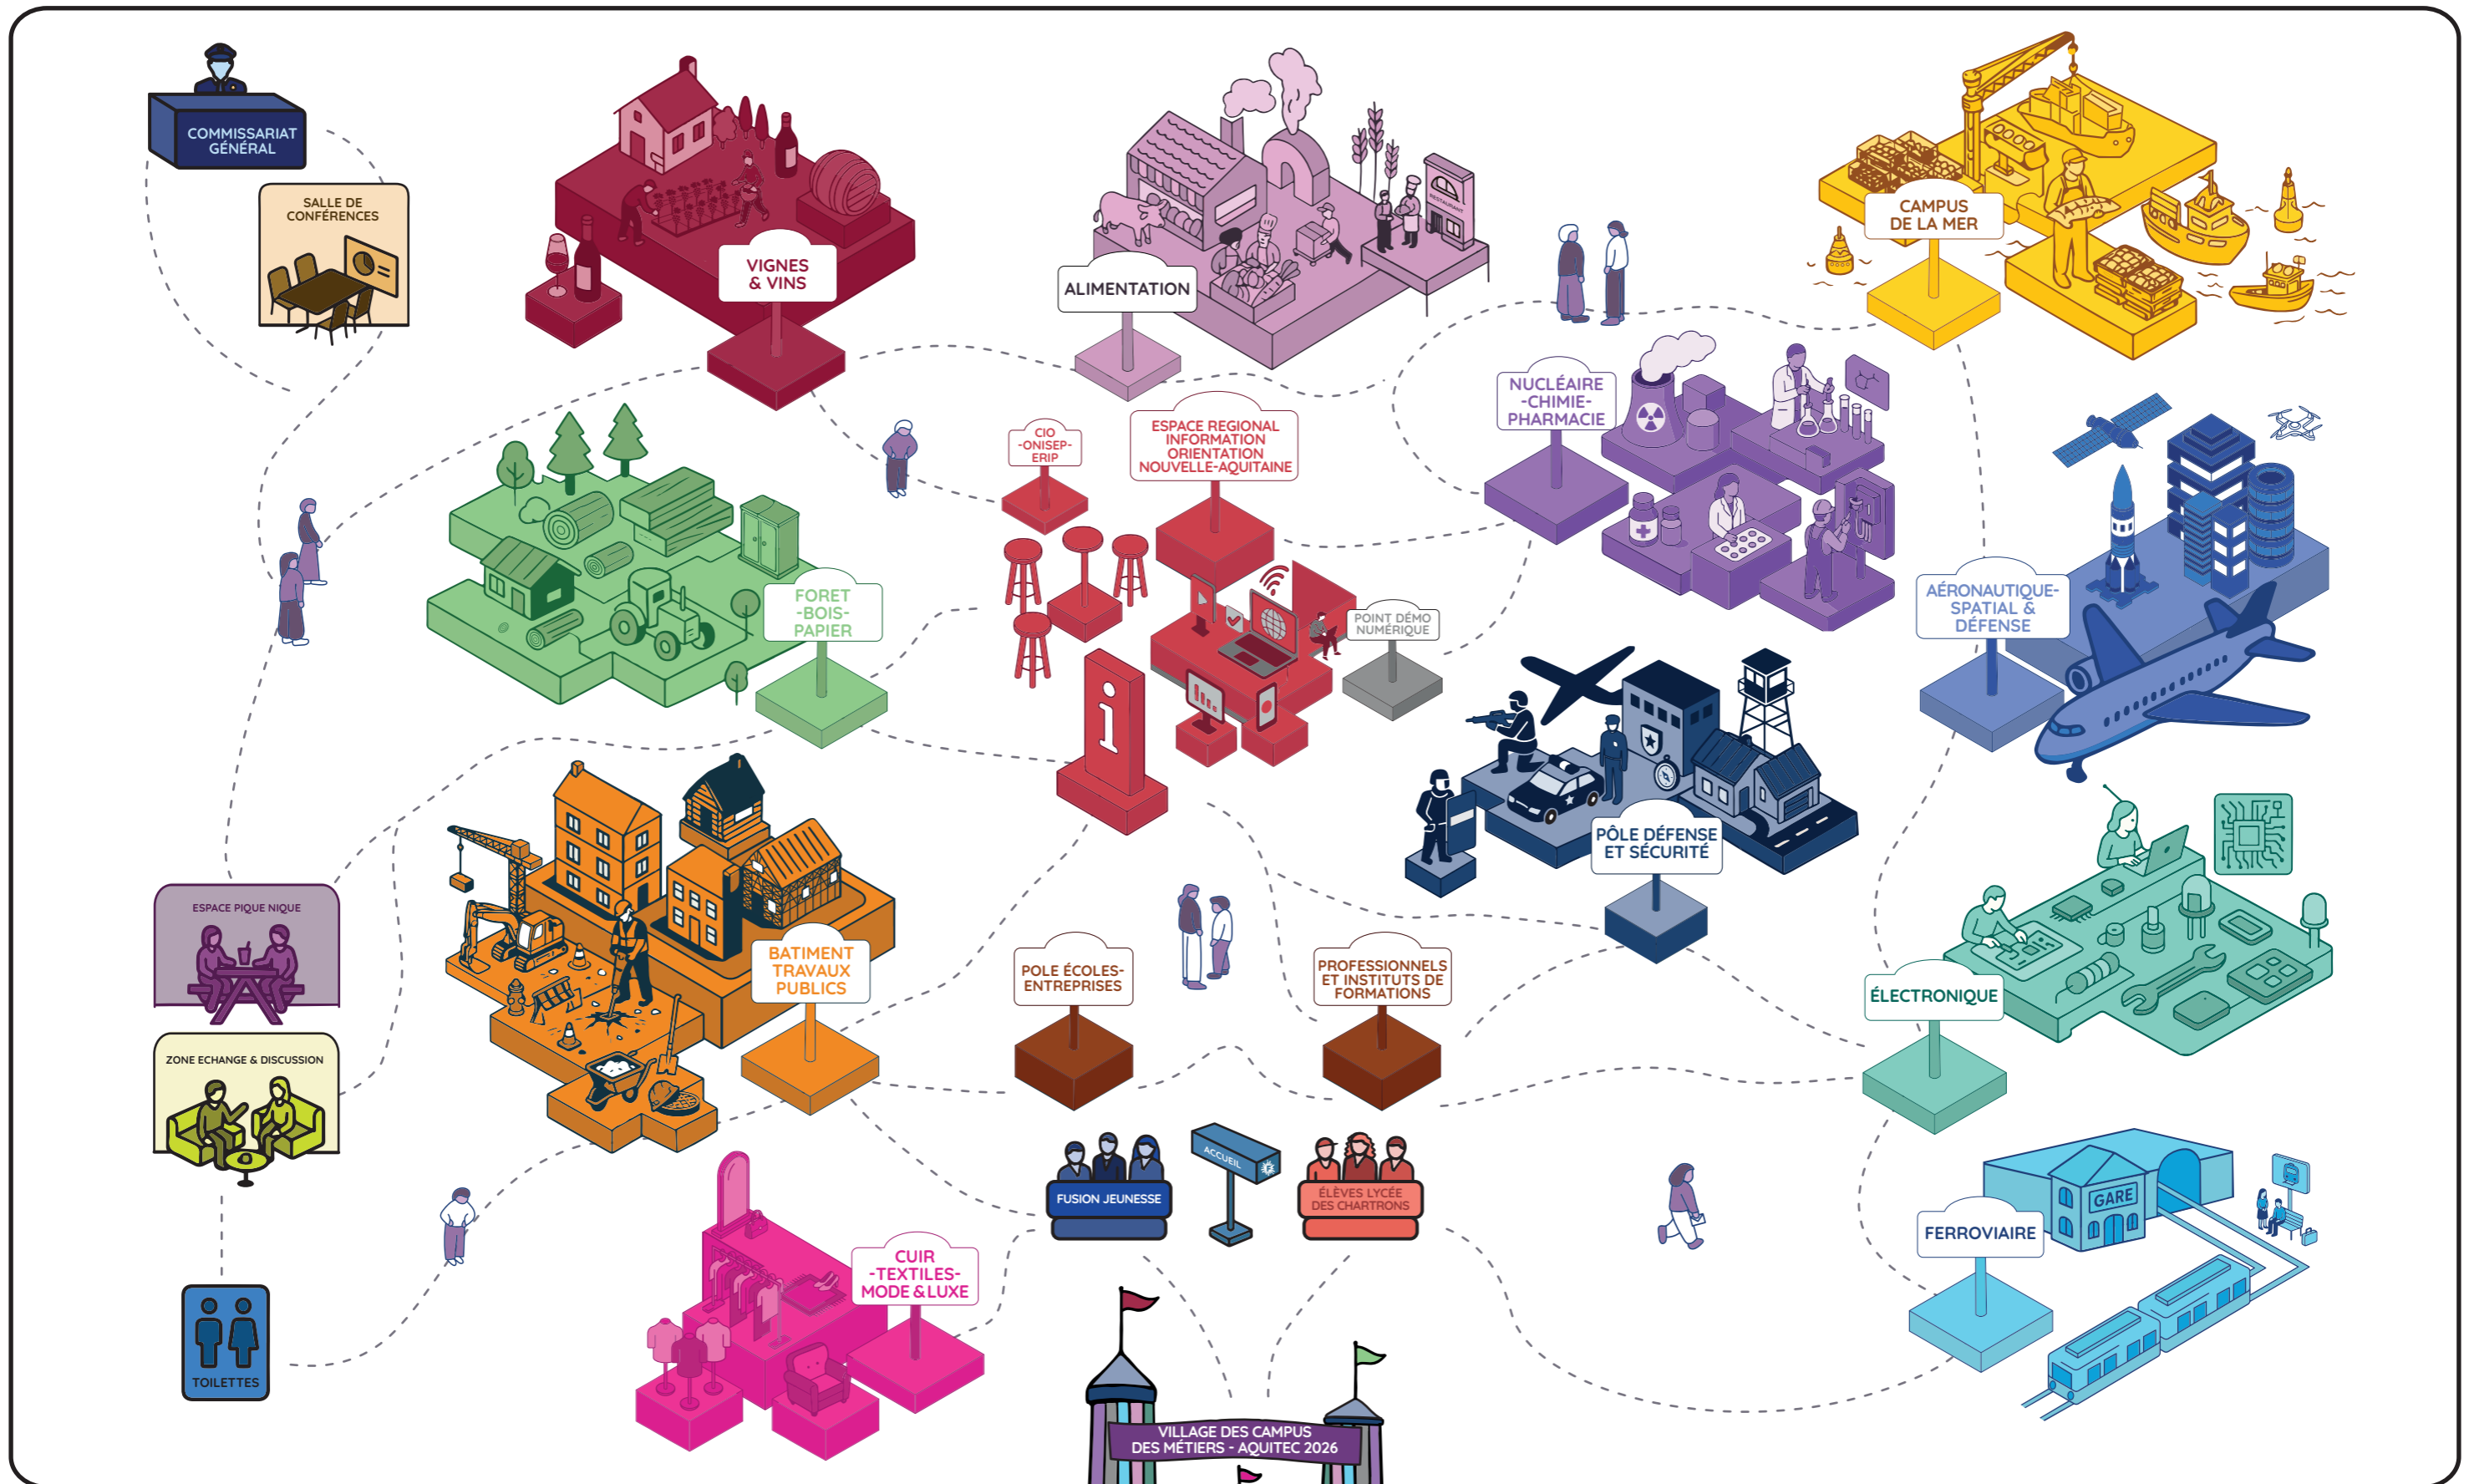 COMMISSARIAT
GÉNÉRAL
SALLE DE
CONFÉRENCES
VIGNES
& VINS
ALIMENTATION
RESTAURANT
CAMPUS
DE LA MER
NUCLÉAIRE
-CHIMIE-
PHARMACIE
CIO
-ONISEP-
ERIP
ESPACE REGIONAL
INFORMATION
ORIENTATION
NOUVELLE-AQUITAINE
FORET
-BOIS-
PAPIER
POINT DÉMO
NUMÉRIQUE
AÉRONAUTIQUE-
SPATIAL &
DÉFENSE
i
PÔLE DÉFENSE
ET SÉCURITÉ
ESPACE PIQUE NIQUE
BATIMENT
TRAVAUX
PUBLICS
POLE ÉCOLES-
ENTREPRISES
PROFESSIONNELS
ET INSTITUTS DE
FORMATIONS
ÉLECTRONIQUE
ZONE ECHANGE & DISCUSSION
FUSION JEUNESSE
ACCUEIL
ÉLÈVES LYCÉE
DES CHARTRONS
GARE
FERROVIAIRE
CUIR
-TEXTILES-
MODE & LUXE
TOILETTES
VILLAGE DES CAMPUS
DES MÉTIERS - AQUITEC 2026